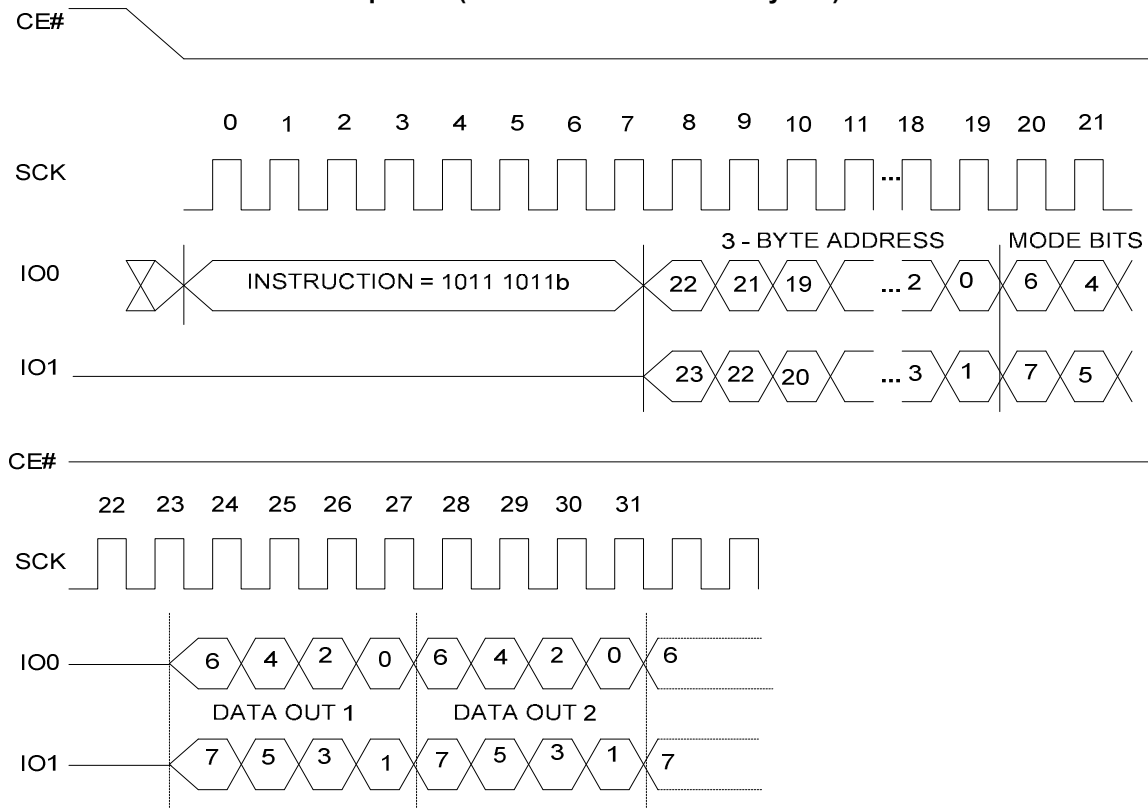 CE#
0 1 2 3 4 5 6 7 8 9 10 11 18 19 20 21
SCK
...
3 - BYTE ADDRESS MODE BITS
IO0 INSTRUCTION = 1011 1011b 22 21 19 ... 2 0 6 4
IO1 23 22 20 ... 3 1 7 5
CE#
22 23 24 25 26 27 28 29 30 31
SCK
IO0 6 4 2 0 6 4 2 0 6
DATA OUT 1 DATA OUT 2
IO1 7 5 3 1 7 5 3 1 7